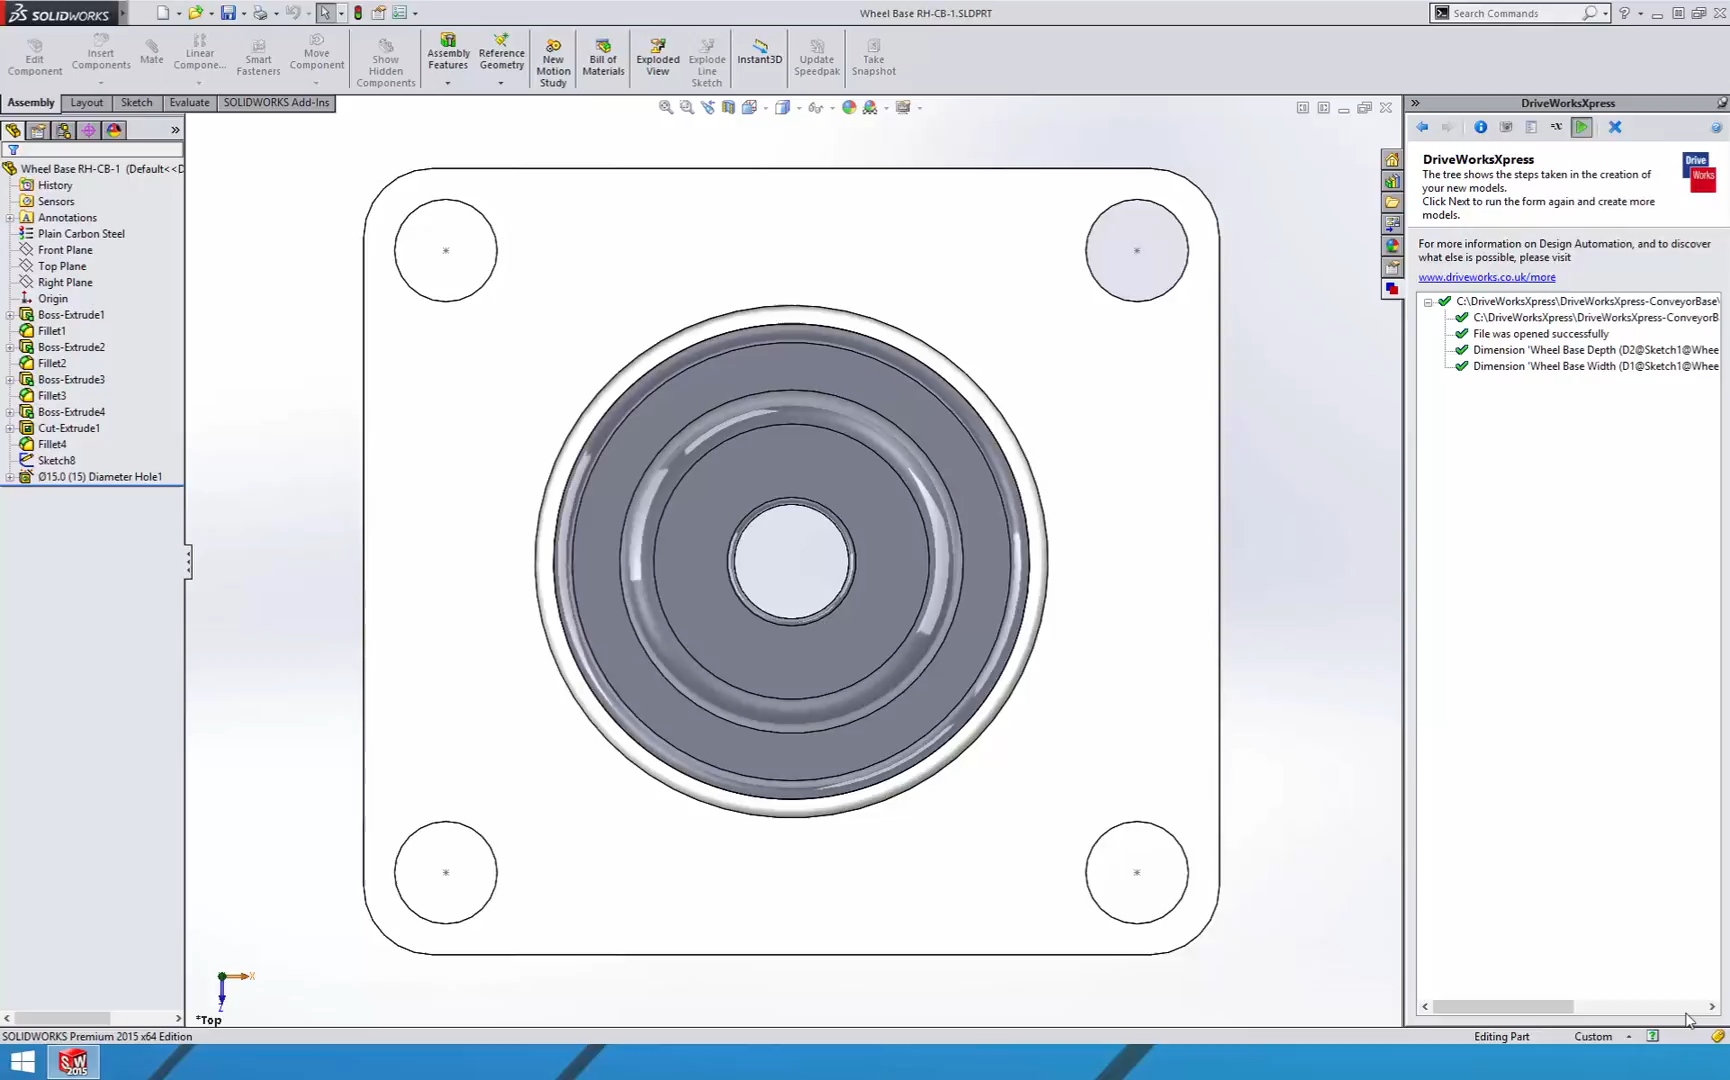 SOLIDWORKS
Wheel Base RH-CB-1.SLDPRT
Search Commands
Edit Component
Insert Components
Mate
Linear Compone...
Smart Fasteners
Move Component
Show Hidden Components
Assembly Features
Reference Geometry
New Motion Study
Bill of Materials
Exploded View
Explode Line Sketch
Instant3D
Update Speedpak
Take Snapshot
Assembly
Layout
Sketch
Evaluate
SOLIDWORKS Add-Ins
DriveWorksXpress
Wheel Base RH-CB-1 (Default<<D
History
Sensors
Annotations
Plain Carbon Steel
Front Plane
Top Plane
Right Plane
Origin
Boss-Extrude1
Fillet1
Boss-Extrude2
Fillet2
Boss-Extrude3
Fillet3
Boss-Extrude4
Cut-Extrude1
Fillet4
Sketch8
Ø15.0 (15) Diameter Hole1
DriveWorksXpress
The tree shows the steps taken in the creation of
your new models.
Click Next to run the form again and create more
models.
Drive
Works
For more information on Design Automation, and to discover
what else is possible, please visit
www.driveworks.co.uk/more
C:\DriveWorksXpress\DriveWorksXpress-ConveyorBase\
C:\DriveWorksXpress\DriveWorksXpress-ConveyorB
File was opened successfully
Dimension 'Wheel Base Depth (D2@Sketch1@Whee
Dimension 'Wheel Base Width (D1@Sketch1@Whee
X
Z
*Top
SOLIDWORKS Premium 2015 x64 Edition
Editing Part
Custom
SW
2015